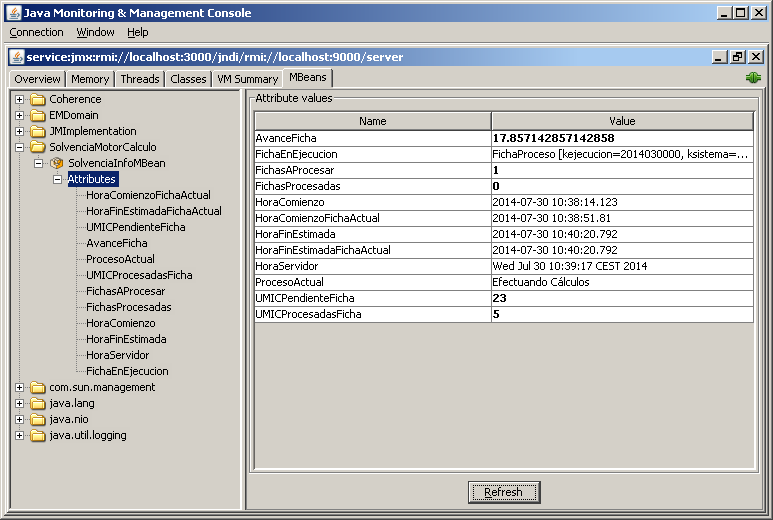 Java Monitoring & Management Console
Connection Window Help
service:jmx:rmi://localhost:3000/jndi/rmi://localhost:9000/server
Overview Memory Threads Classes VM Summary MBeans
Coherence
EMDomain
JMImplementation
SolvenciaMotorCalculo
SolvenciaInfoMBean
Attributes
HoraComienzoFichaActual
HoraFinEstimadaFichaActual
UMICPendienteFicha
AvanceFicha
ProcesoActual
UMICProcesadasFicha
FichasAProcesar
FichasProcesadas
HoraComienzo
HoraFinEstimada
HoraServidor
FichaEnEjecucion
com.sun.management
java.lang
java.nio
java.util.logging
Attribute values
Name Value
AvanceFicha 17.857142857142858
FichaEnEjecucion FichaProceso [kejecucion=2014030000, ksistema=...
FichasAProcesar 1
FichasProcesadas 0
HoraComienzo 2014-07-30 10:38:14.123
HoraComienzoFichaActual 2014-07-30 10:38:51.81
HoraFinEstimada 2014-07-30 10:40:20.792
HoraFinEstimadaFichaActual 2014-07-30 10:40:20.792
HoraServidor Wed Jul 30 10:39:17 CEST 2014
ProcesoActual Efectuando Cálculos
UMICPendienteFicha 23
UMICProcesadasFicha 5
Refresh